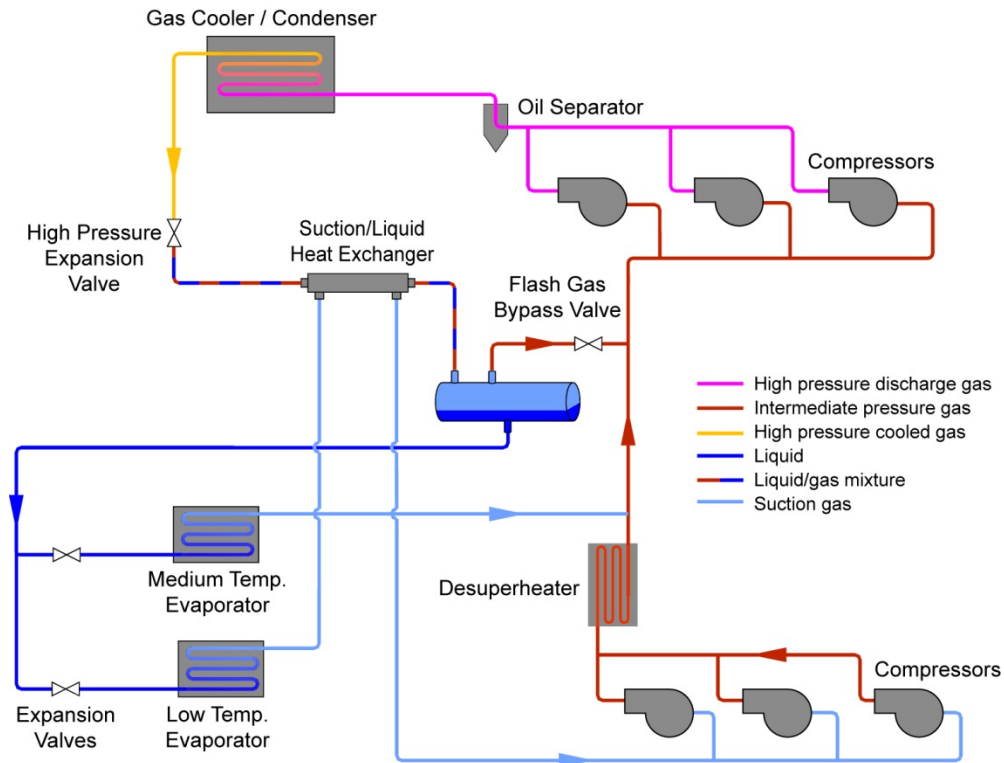 Gas Cooler / Condenser
Oil Separator
Compressors
High Pressure
Expansion
Valve
Suction/Liquid
Heat Exchanger
Flash Gas
Bypass Valve
High pressure discharge gas
Intermediate pressure gas
High pressure cooled gas
Liquid
Liquid/gas mixture
Suction gas
Medium Temp.
Evaporator
Desuperheater
Compressors
Expansion
Valves
Low Temp.
Evaporator